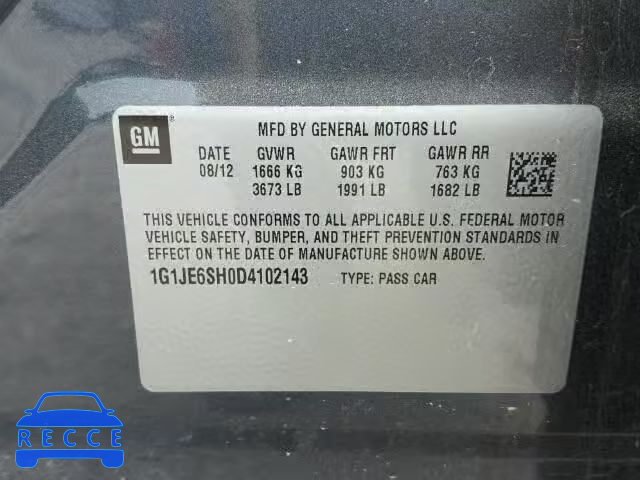 GM
®
MFD BY GENERAL MOTORS LLC
DATE GVWR GAWR FRT GAWR RR
08/12 1666 KG 903 KG 763 KG
3673 LB 1991 LB 1682 LB
THIS VEHICLE CONFORMS TO ALL APPLICABLE U.S. FEDERAL MOTOR
VEHICLE SAFETY, BUMPER, AND THEFT PREVENTION STANDARDS IN
EFFECT ON THE DATE OF MANUFACTURE SHOWN ABOVE.
1G1JE6SH0D4102143 TYPE: PASS CAR
RECCE